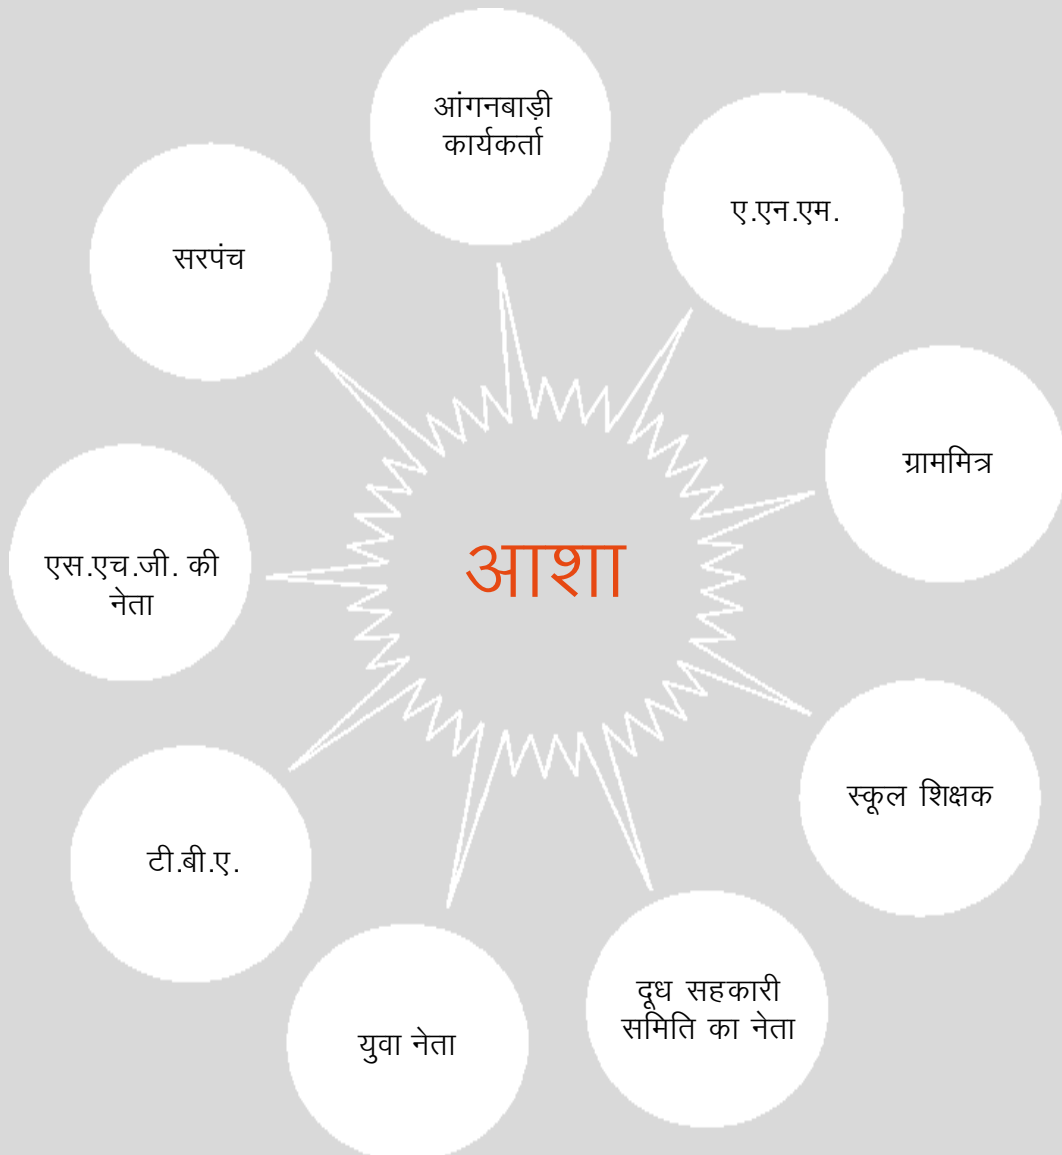 आंगनबाड़ी
कार्यकर्ता
ए.एन.एम.
सरपंच
ग्राममित्र
आशा
एस.एच.जी. की
नेता
स्कूल शिक्षक
टी.बी.ए.
दूध सहकारी
समिति का नेता
युवा नेता